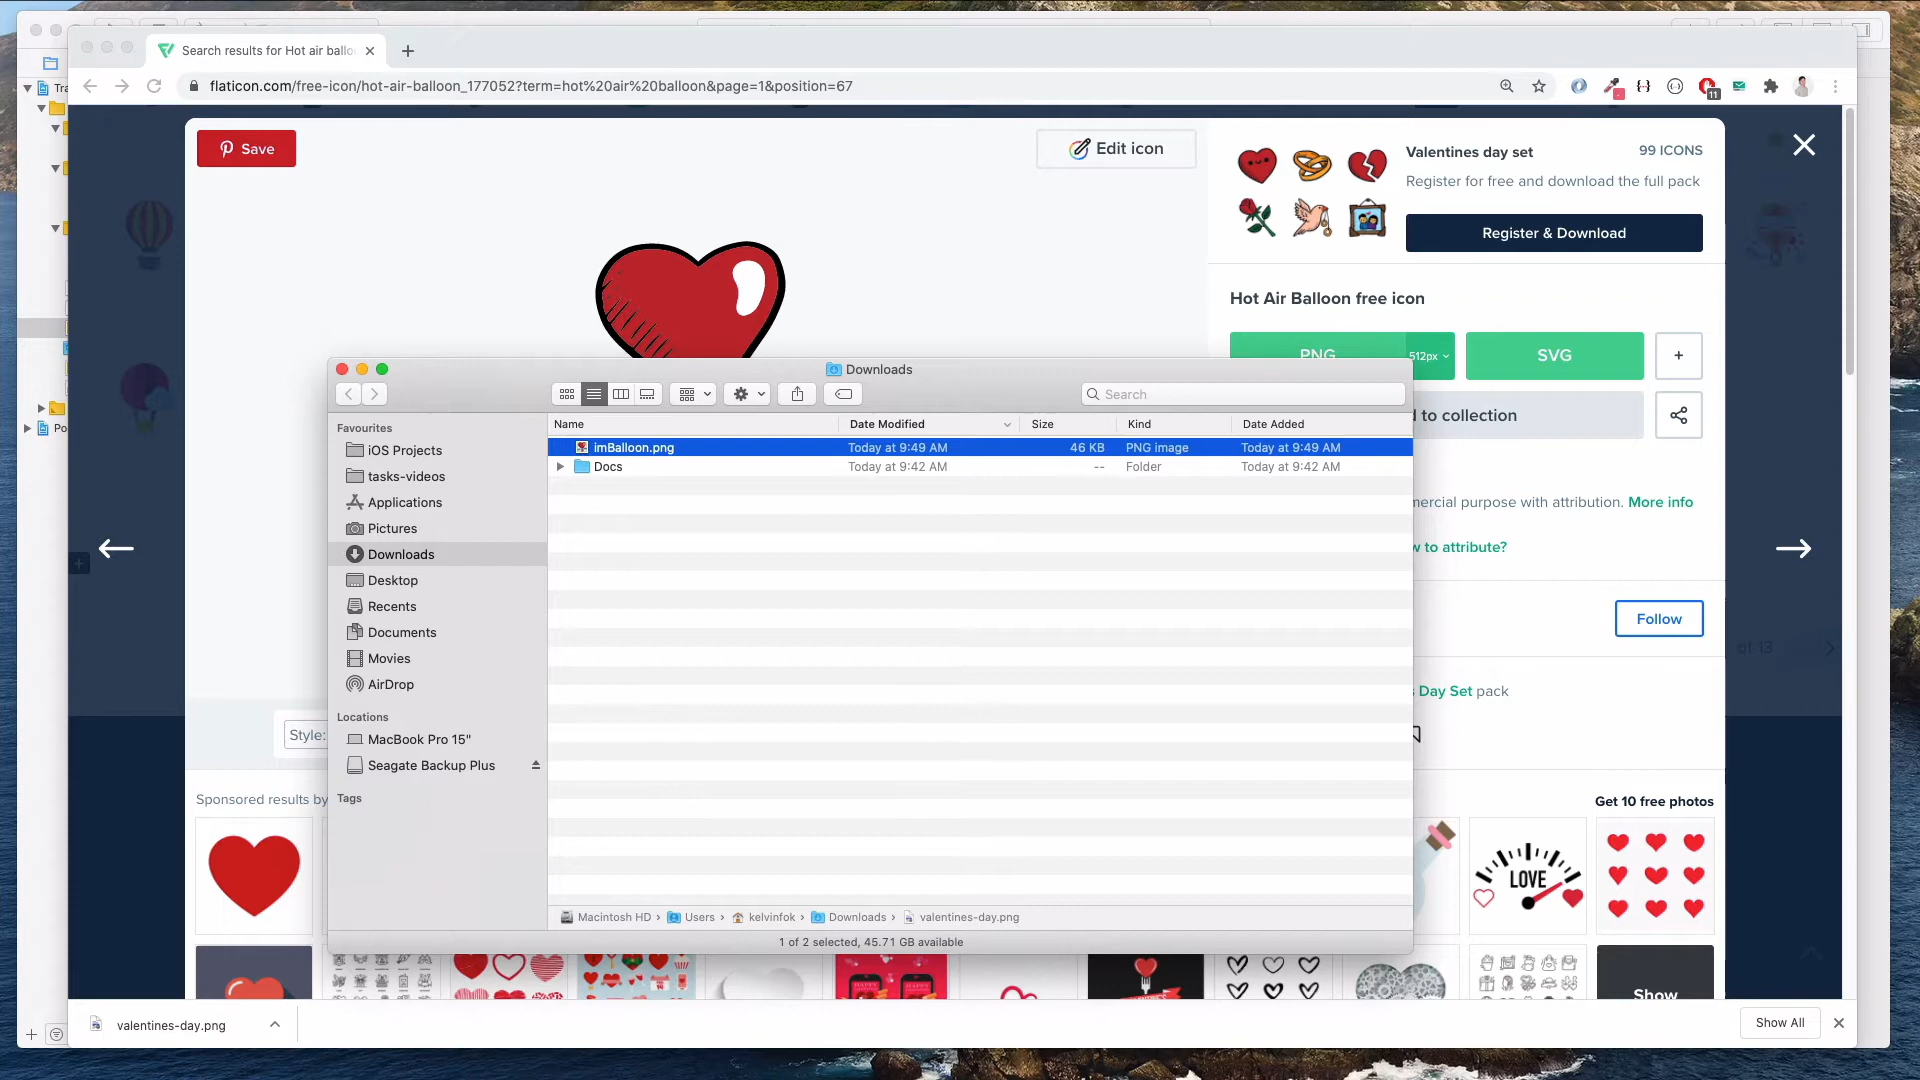 Search results for Hot air balloo
flaticon.com/free-icon/hot-air-balloon_177052?term=hot%20air%20balloon&page=1&position=67
11
Tra
Save
Edit icon
Valentines day set
99 ICONS
Register for free and download the full pack
Register & Download
Hot Air Balloon free icon
PNG
512px
SVG
+
Po
d to collection
Downloads
Search
Favourites
iOS Projects
tasks-videos
Applications
Pictures
Downloads
Desktop
Recents
Documents
Movies
AirDrop
Locations
MacBook Pro 15"
Seagate Backup Plus
Tags
Name Date Modified Size Kind Date Added
imBalloon.png Today at 9:49 AM 46 KB PNG image Today at 9:49 AM
Docs Today at 9:42 AM -- Folder Today at 9:42 AM
mercial purpose with attribution. More info
w to attribute?
Follow
of 13
s Day Set pack
Style:
Sponsored results by
Get 10 free photos
LOVE
Macintosh HD › Users › kelvinfok › Downloads › valentines-day.png
1 of 2 selected, 45.71 GB available
Show
valentines-day.png
Show All